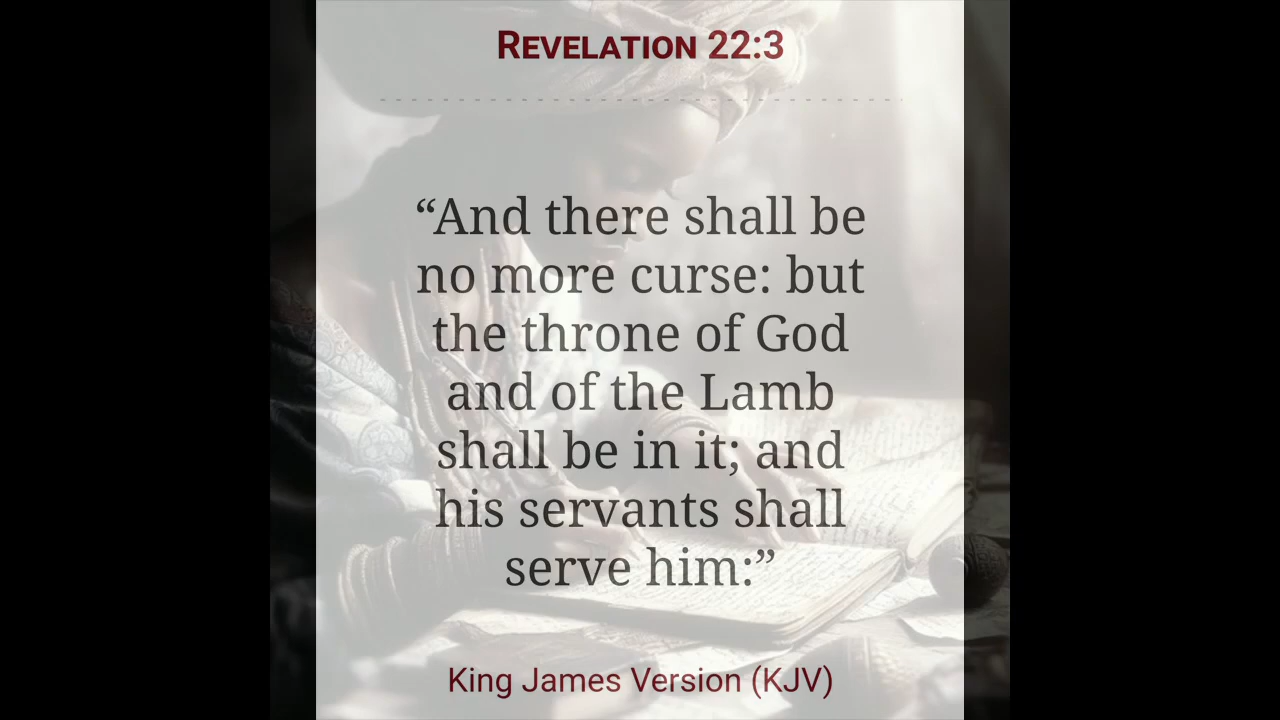 Revelation 22:3
“And there shall be
no more curse: but
the throne of God
and of the Lamb
shall be in it; and
his servants shall
serve him:”
King James Version (KJV)